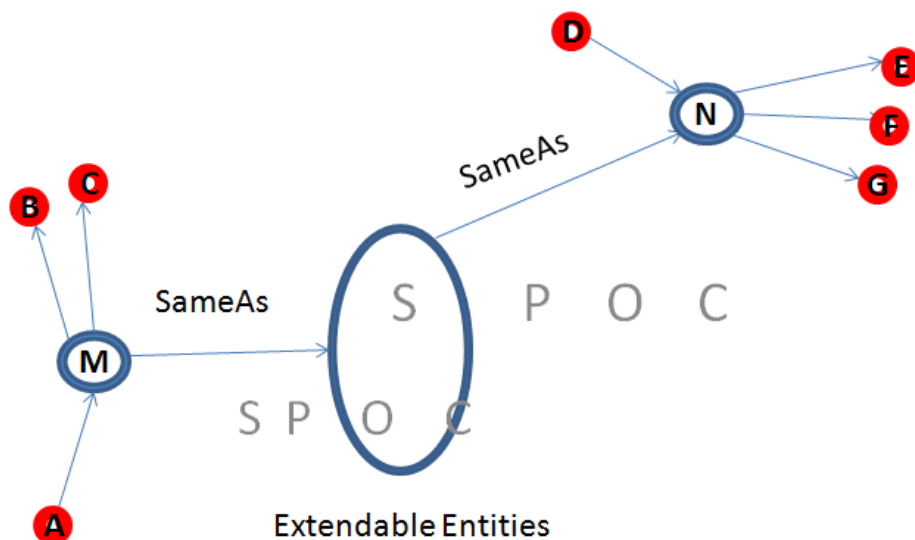 D
E
N
F
SameAs
G
C
B
SameAs
S P O C
M
S P O C
A
Extendable Entities